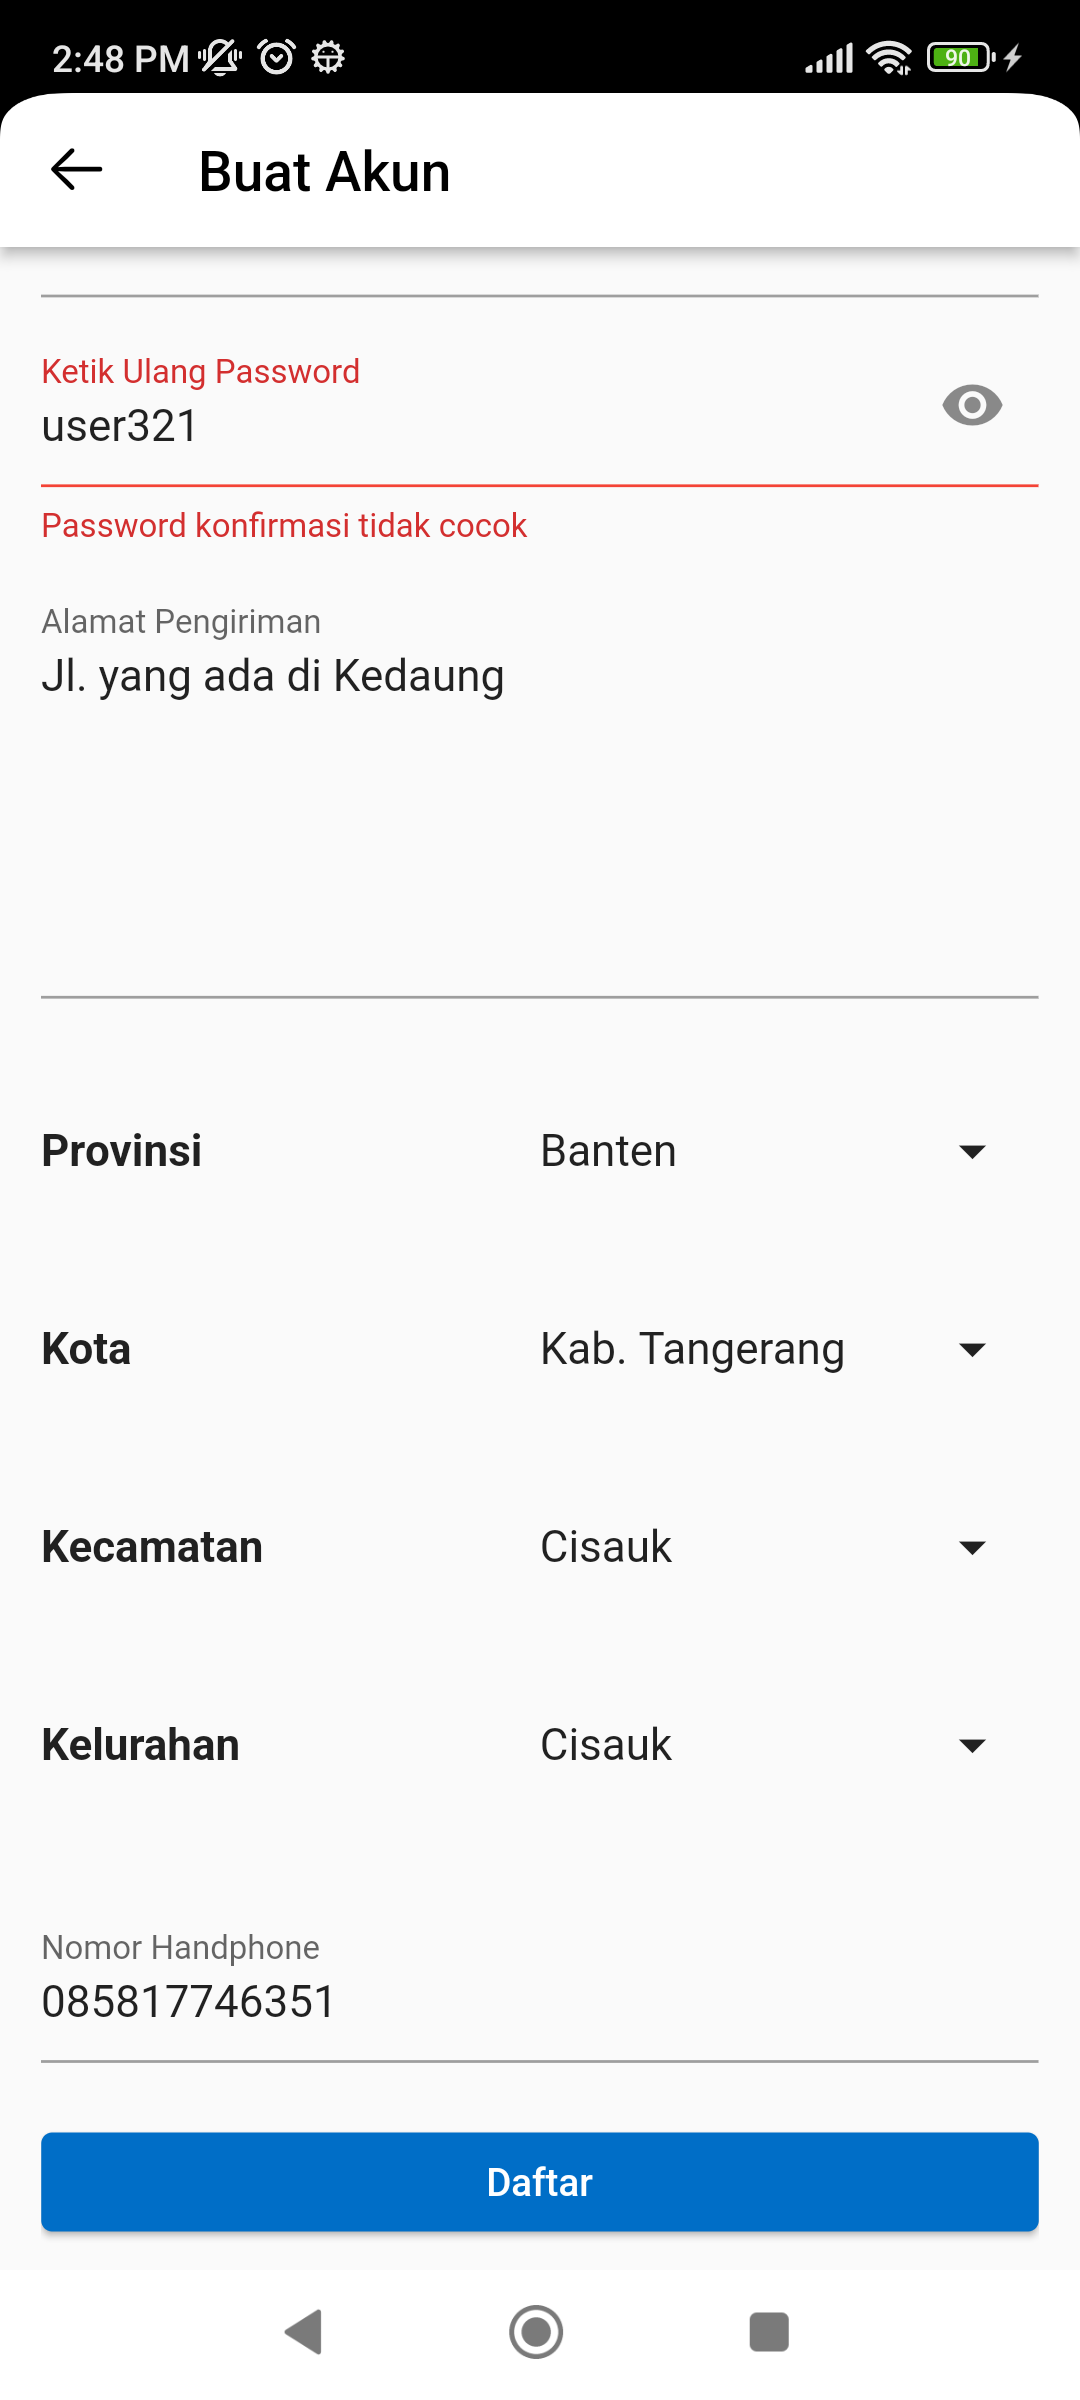 2:48 PM
90
Buat Akun
Ketik Ulang Password
user321
Password konfirmasi tidak cocok
Alamat Pengiriman
Jl. yang ada di Kedaung
Provinsi Banten
Kota Kab. Tangerang
Kecamatan Cisauk
Kelurahan Cisauk
Nomor Handphone
085817746351
Daftar